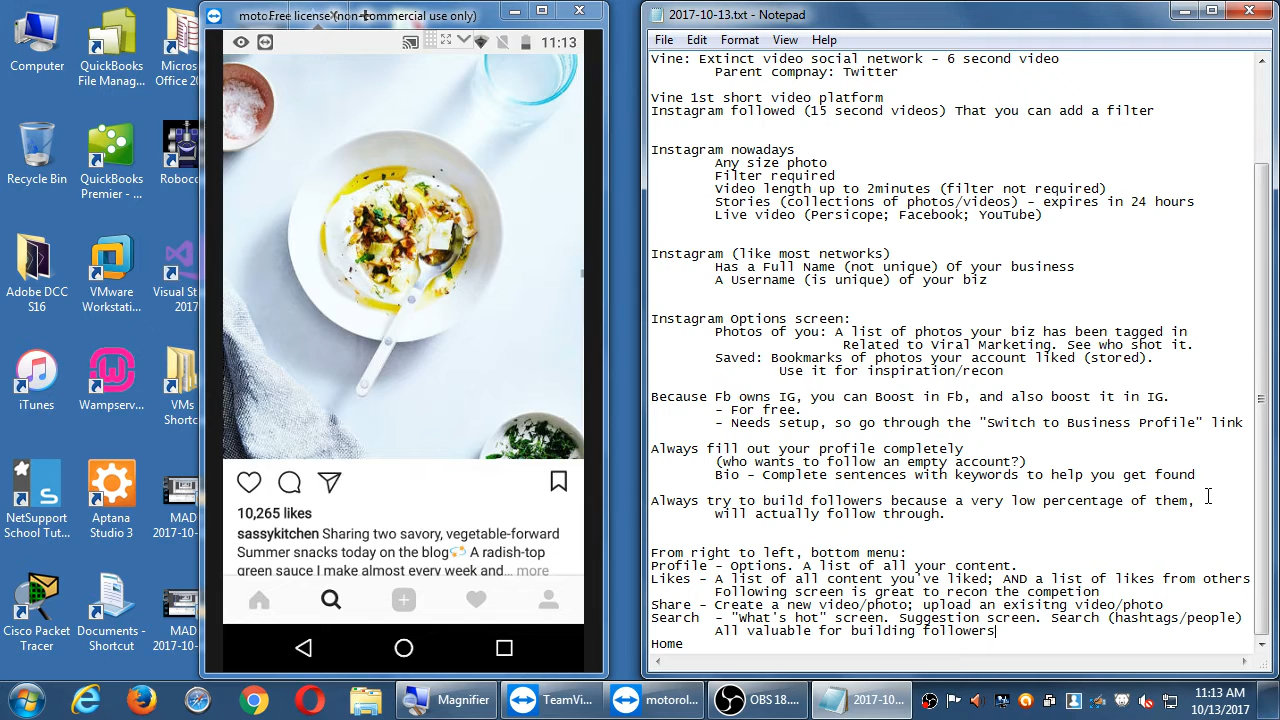 Computer
QuickBooks
File Manag...
Micros
Office 20
Recycle Bin
QuickBooks
Premier - ...
Roboc
Adobe DCC
S16
VMware
Workstati...
Visual St
2017
iTunes
Wampserv...
VMs
Shortc
NetSupport
School Tut...
Aptana
Studio 3
MAD
2017-10-
Cisco Packet
Tracer
Documents -
Shortcut
MAD
2017-10-
motoFree license (non-commercial use only)
11:13
10,265 likes
sassykitchen Sharing two savory, vegetable-forward
Summer snacks today on the blog A radish-top
green sauce I make almost every week and... more
2017-10-13.txt - Notepad
File Edit Format View Help
Vine: Extinct video social network - 6 second video
Parent compnay: Twitter
Vine 1st short video platform
Instagram followed (15 second videos) That you can add a filter
Instagram nowadays
Any size photo
Filter required
Video length up to 2minutes (filter not required)
Stories (collections of photos/videos) - expires in 24 hours
Live video (Persicope; Facebook; YouTube)
Instagram (like most networks)
Has a Full Name (not unique) Of your business
A Username (is unique) of your biz
Instagram Options screen:
Photos of you: A list of photos your biz has been tagged in
Related to Viral Marketing. See who shot it.
Saved: Bookmarks of photos your account liked (stored).
Use it for inspiration/recon
Because Fb owns IG, you can Boost in Fb, and also boost it in IG.
- For free.
- Needs setup, so go through the "Switch to Business Profile" link
Always fill out your profile completely
(who wants to follow an empty account?)
Bio - Complete sentences with keywords to help you get found
Always try to build followers because a very low percentage of them,
will actually follow through.
From right to left, bottom menu:
Profile - Options. A list of all your content.
Likes - A list of all content you've liked; AND a list of likes from others
Following screen is great to recon the competion
Share - Create a new video/photo; upload an exisitng video/photo
Search - "What's hot" screen. Suggestion screen. Search (hashtags/people)
All valuable for building followers
Home
Magnifier
TeamVi...
motorol...
OBS 18....
2017-10...
11:13 AM
10/13/2017